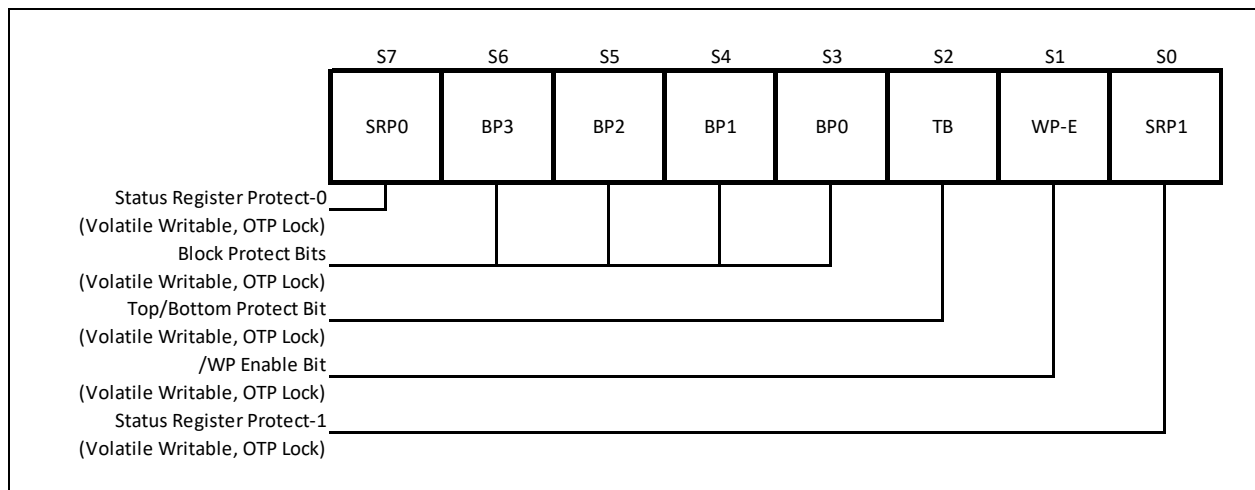 S7 S6 S5 S4 S3 S2 S1 S0
SRP0 BP3 BP2 BP1 BP0 TB WP-E SRP1
Status Register Protect-0
(Volatile Writable, OTP Lock)
Block Protect Bits
(Volatile Writable, OTP Lock)
Top/Bottom Protect Bit
(Volatile Writable, OTP Lock)
/WP Enable Bit
(Volatile Writable, OTP Lock)
Status Register Protect-1
(Volatile Writable, OTP Lock)